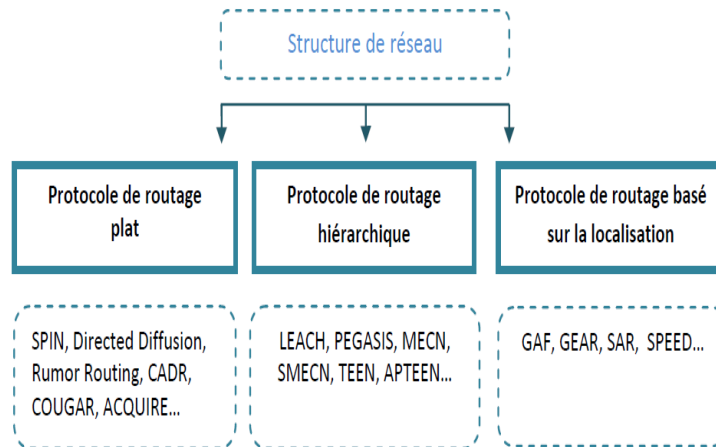 Structure de réseau
Protocole de routage
plat
Protocole de routage
hiérarchique
Protocole de routage basé
sur la localisation
SPIN, Directed Diffusion,
Rumor Routing, CADR,
COUGAR, ACQUIRE...
LEACH, PEGASIS, MECN,
SMECN, TEEN, APTEEN...
GAF, GEAR, SAR, SPEED...